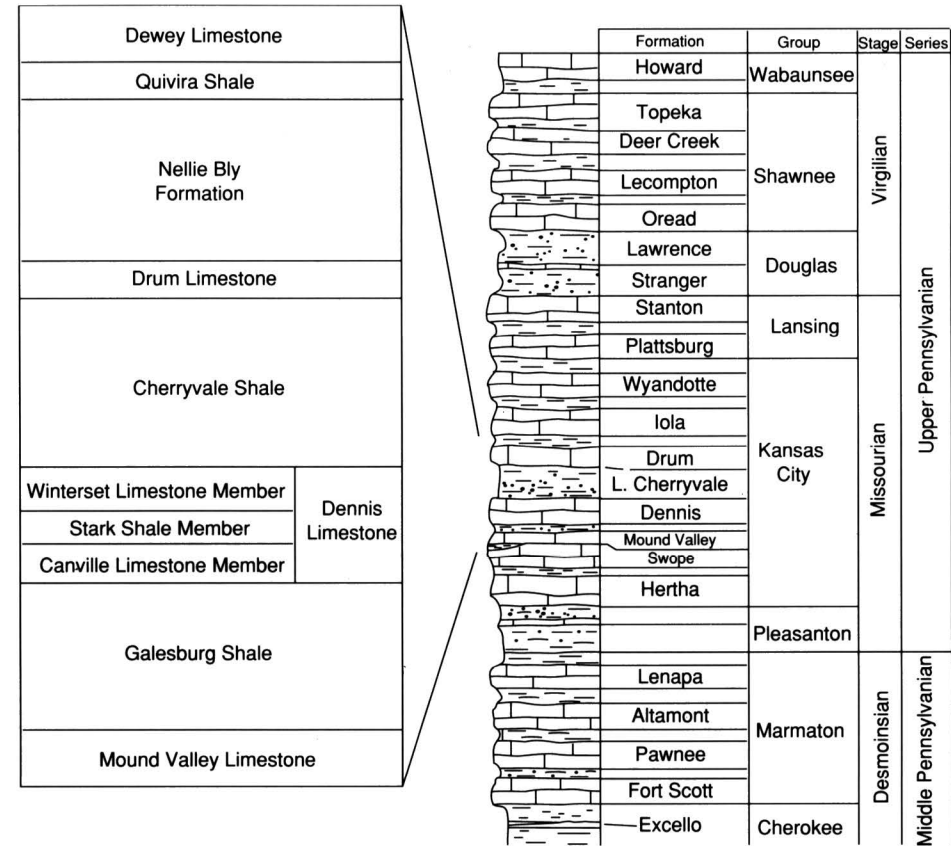 Dewey Limestone
Quivira Shale
Nellie Bly
Formation
Drum Limestone
Cherryvale Shale
Winterset Limestone Member
Stark Shale Member
Canville Limestone Member
Dennis
Limestone
Galesburg Shale
Mound Valley Limestone
Formation Group Stage Series
Howard
Topeka
Deer Creek
Lecompton
Oread
Lawrence
Stranger
Stanton
Plattsburg
Wyandotte
Iola
Drum
L. Cherryvale
Dennis
Mound Valley
Swope
Hertha
Lenapa
Altamont
Pawnee
Fort Scott
Excello
Wabaunsee
Shawnee
Douglas
Lansing
Kansas
City
Pleasanton
Marmaton
Cherokee
Virgilian
Missourian
Desmoinsian
Upper Pennsylvanian
Middle Pennsylvanian